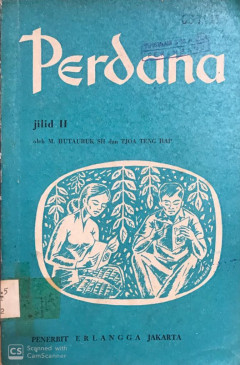 Perdana
jilid II
oleh M. HUTAURUK SH dan TJOA TENG HAP
PENERBIT ERLANGGA JAKARTA
CS Scanned with
CamScanner